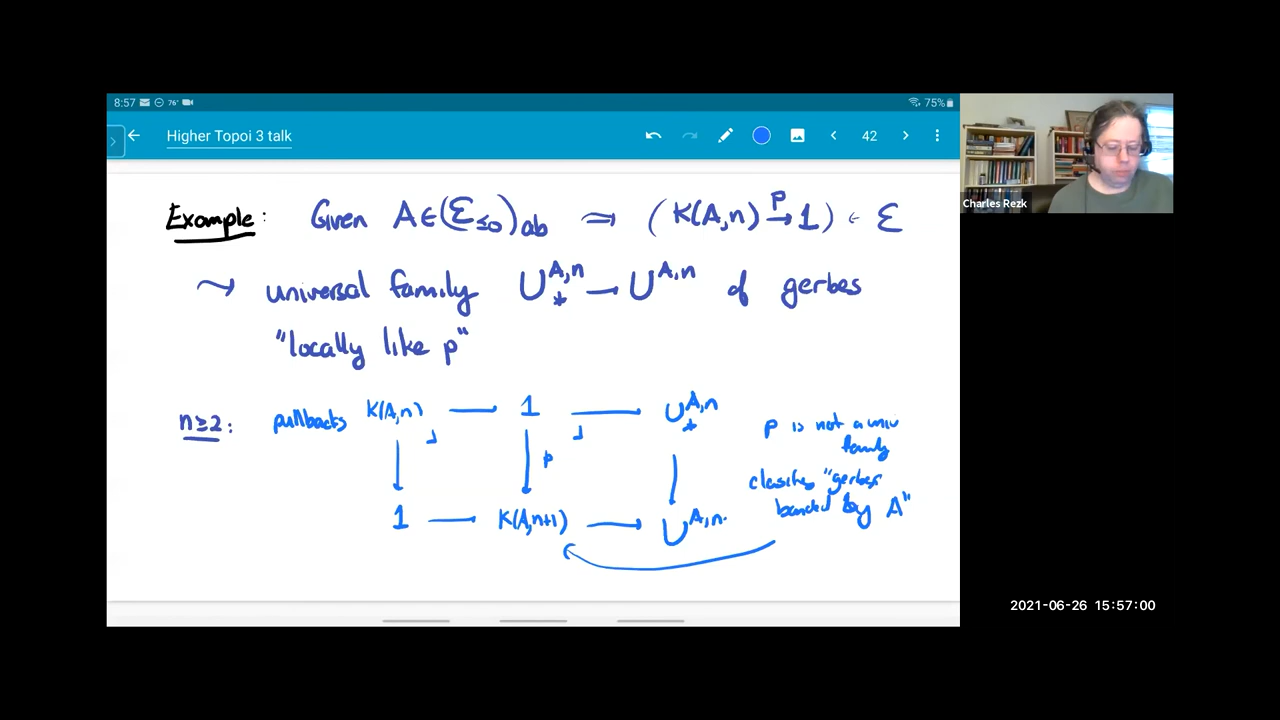 8:57 76° 75%
Higher Topoi 3 talk
42
Charles Rezk
Example: Given A ∈ (ℰ≤0)ab ⇒ (K(A,n) →p 1) ∈ ℰ
⤳ universal family U*^{A,n} → U^{A,n} of gerbes
"locally like p"
n≥2: pullbacks K(A,n) → 1 → U*^{A,n}
p is not a univ
family
p
classifies "gerbes
banded by A"
1 → K(A,n+1) → U^{A,n}.
2021-06-26 15:57:00